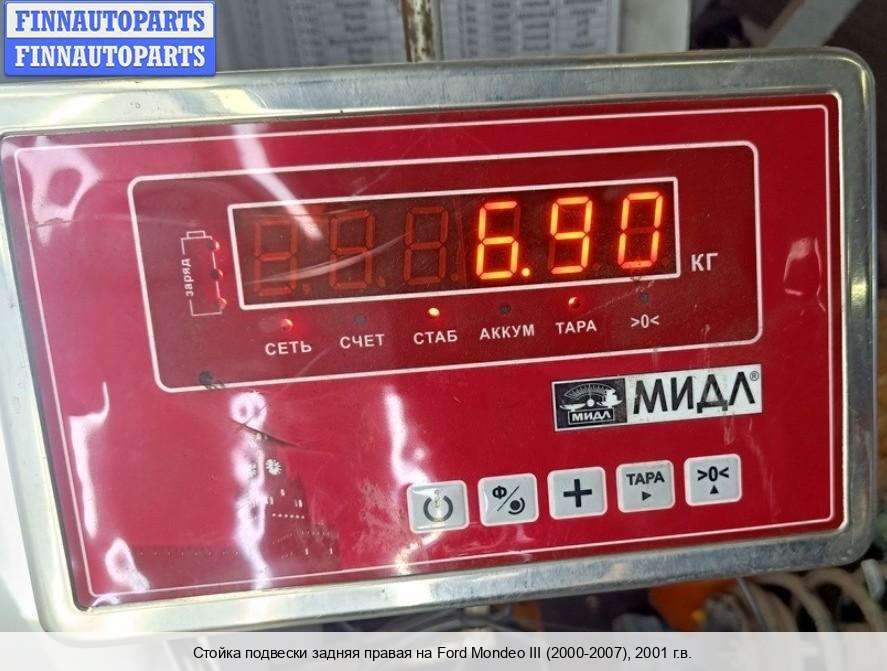 FINNAUTOPARTS
FINNAUTOPARTS
заряд
6.90
КГ
СЕТЬ СЧЕТ СТАБ АККУМ ТАРА >0<
МИДЛ
МИДЛ®
Ф
ТАРА
>0<
Стойка подвески задняя правая на Ford Mondeo III (2000-2007), 2001 г.в.